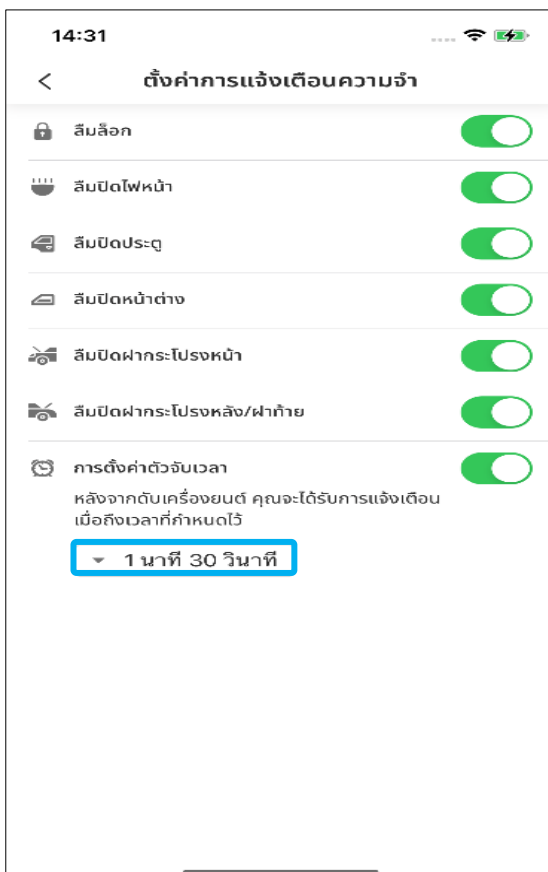 14:31
ตั้งค่าการแจ้งเตือนความจำ
ลืมล็อก
ลืมปิดไฟหน้า
ลืมปิดประตู
ลืมปิดหน้าต่าง
ลืมปิดฝากระโปรงหน้า
ลืมปิดฝากระโปรงหลัง/ฝาท้าย
การตั้งค่าตัวจับเวลา
หลังจากดับเครื่องยนต์ คุณจะได้รับการแจ้งเตือน
เมื่อถึงเวลาที่กำหนดไว้
1 นาที 30 วินาที